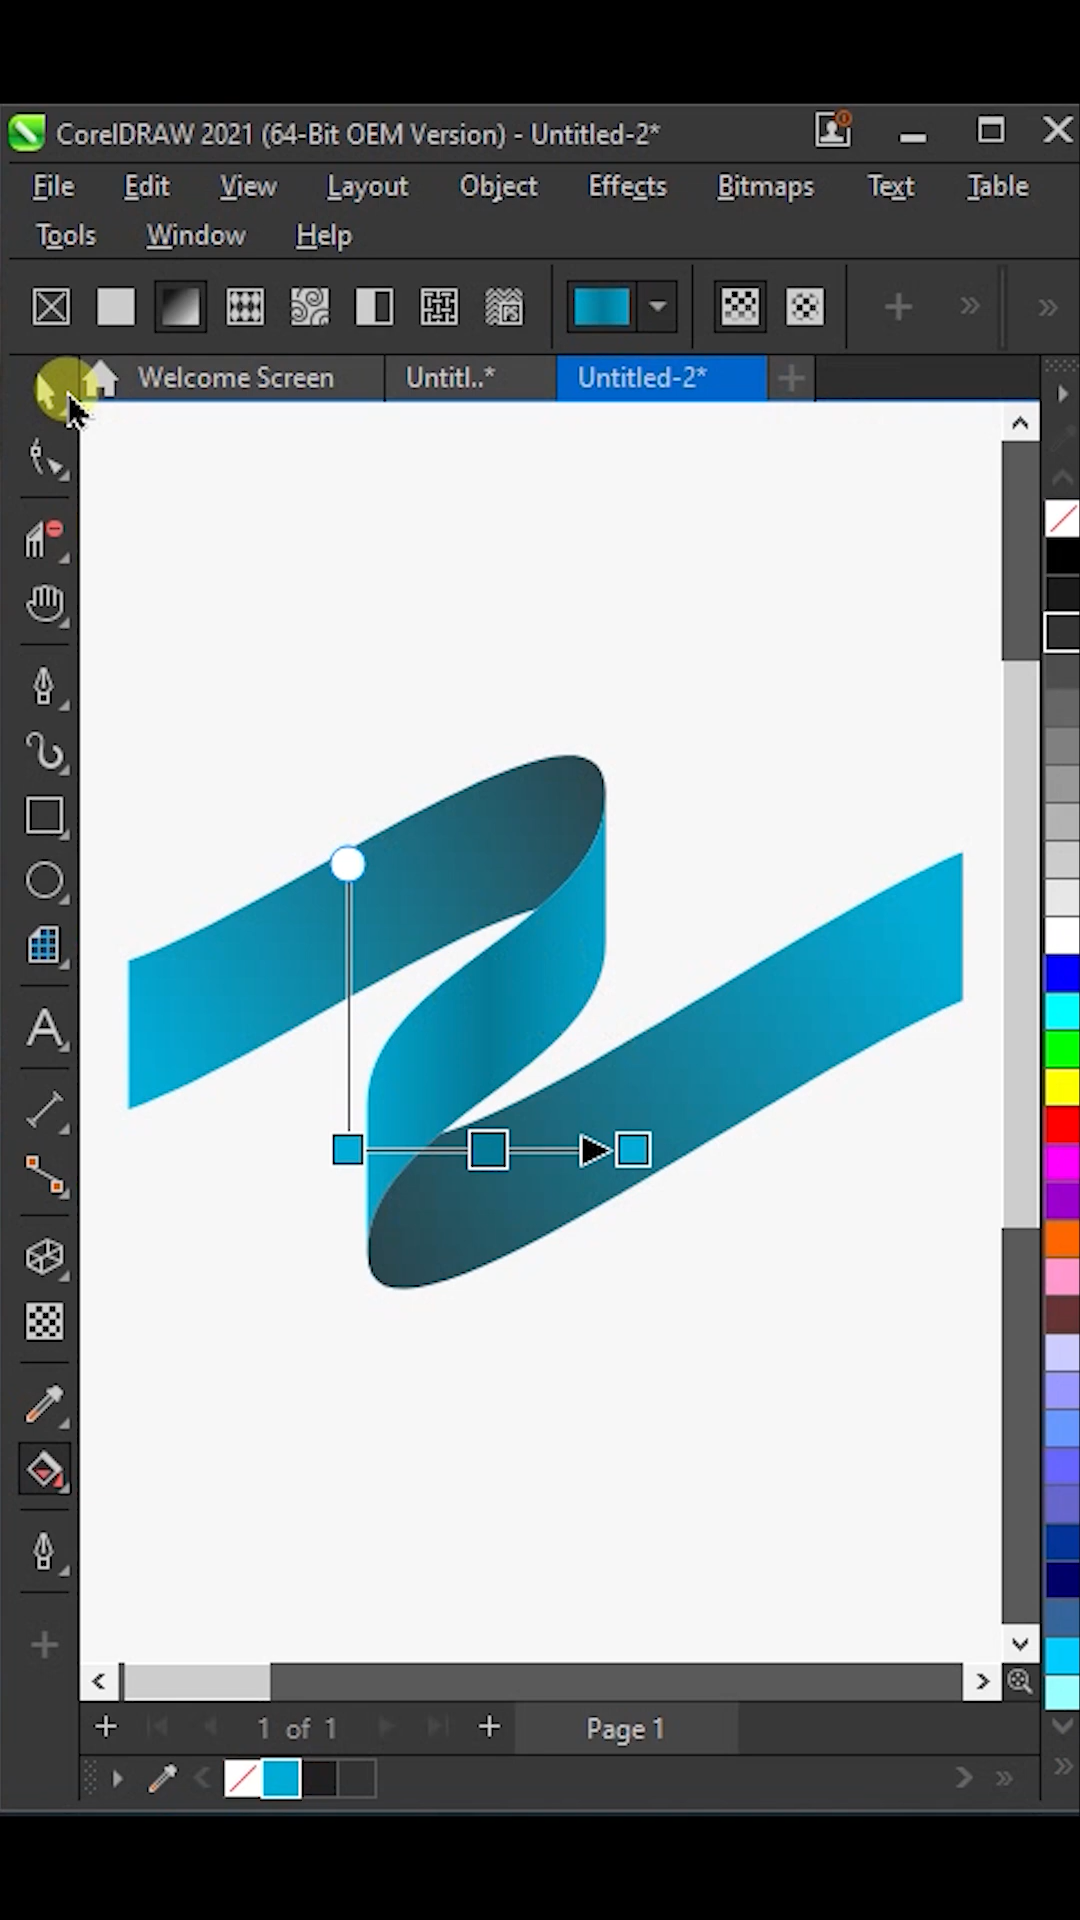 CorelDRAW 2021 (64-Bit OEM Version) - Untitled-2*
File Edit View Layout Object Effects Bitmaps Text Table
Tools Window Help
PS
Welcome Screen Untitl..* Untitled-2*
A
1 of 1 Page 1